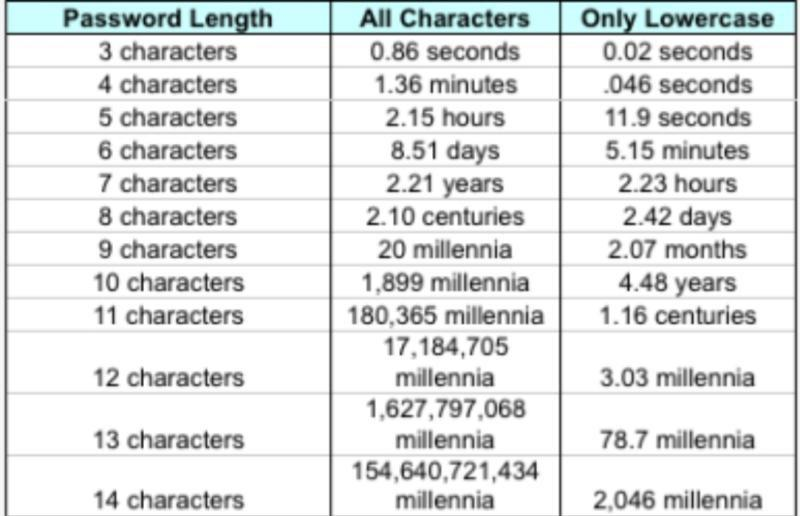 Password Length All Characters Only Lowercase
3 characters 0.86 seconds 0.02 seconds
4 characters 1.36 minutes .046 seconds
5 characters 2.15 hours 11.9 seconds
6 characters 8.51 days 5.15 minutes
7 characters 2.21 years 2.23 hours
8 characters 2.10 centuries 2.42 days
9 characters 20 millennia 2.07 months
10 characters 1,899 millennia 4.48 years
11 characters 180,365 millennia 1.16 centuries
17,184,705
12 characters millennia 3.03 millennia
1,627,797,068
13 characters millennia 78.7 millennia
154,640,721,434
14 characters millennia 2,046 millennia